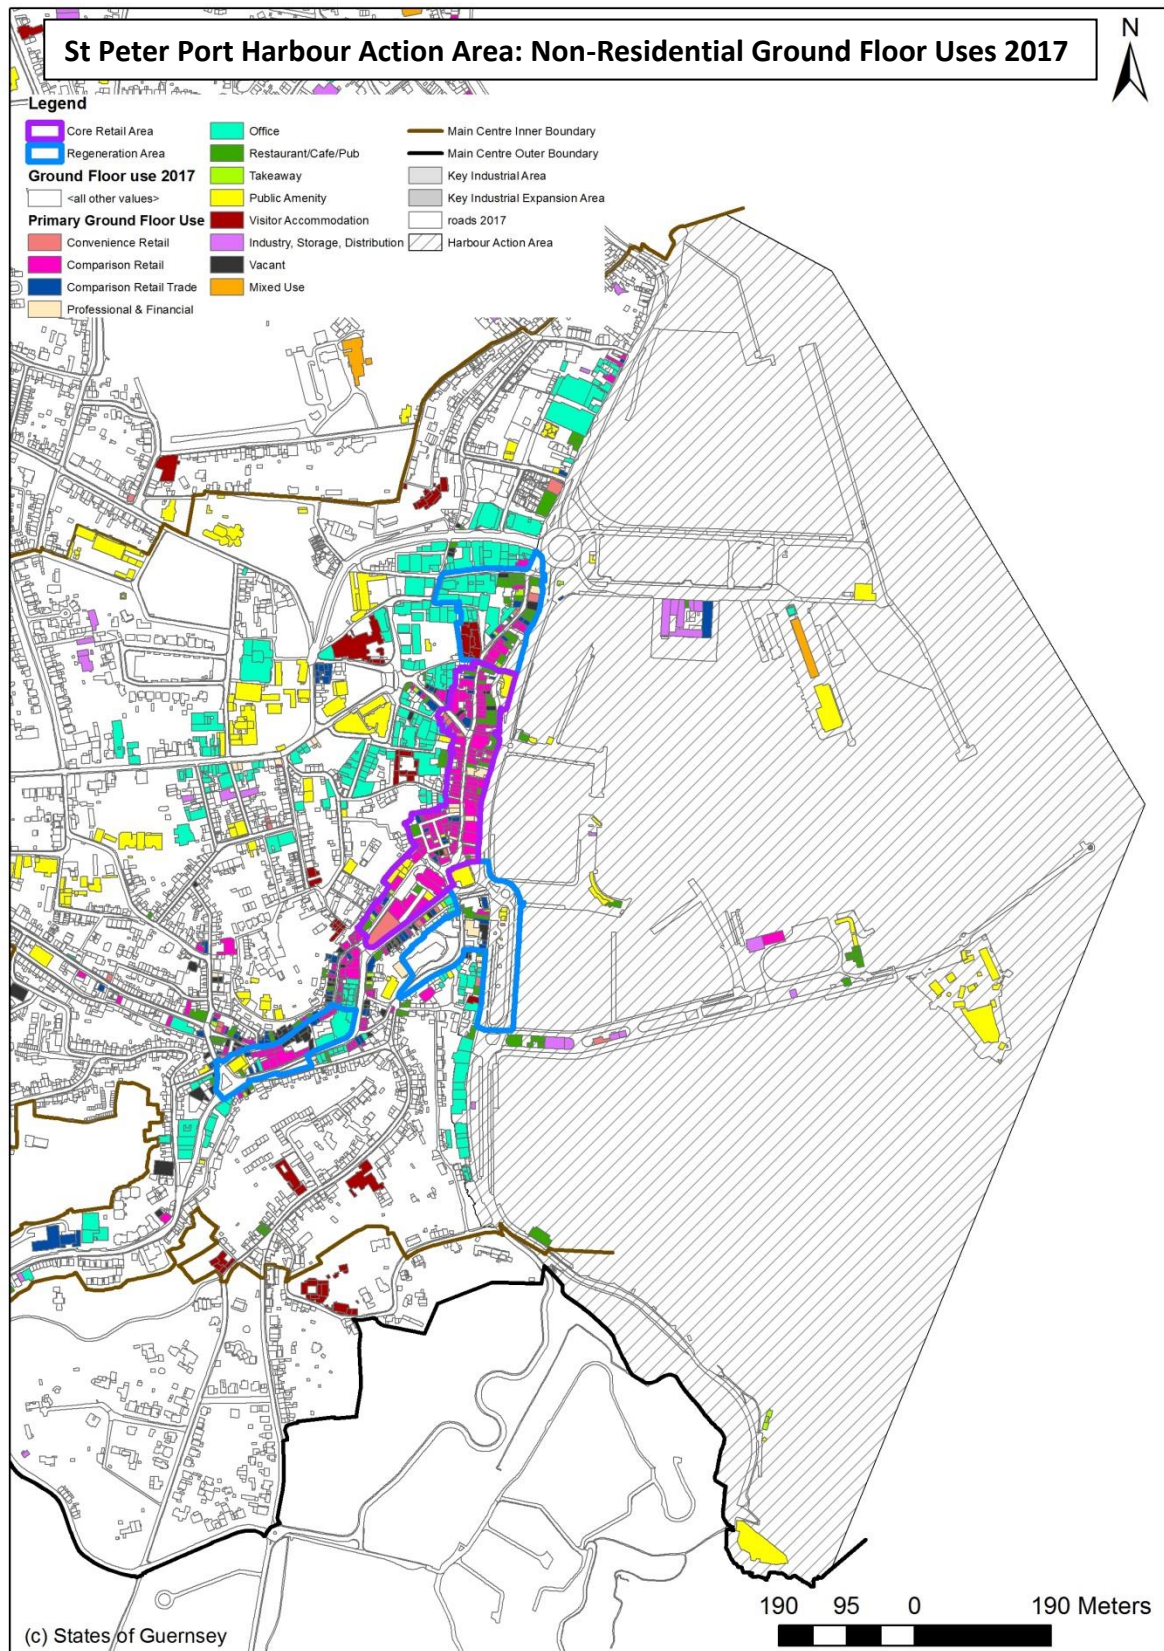 St Peter Port Harbour Action Area: Non-Residential Ground Floor Uses 2017
N
Legend
Core Retail Area
Regeneration Area
Ground Floor use 2017
<all other values>
Primary Ground Floor Use
Convenience Retail
Comparison Retail
Comparison Retail Trade
Professional & Financial
Office
Restaurant/Cafe/Pub
Takeaway
Public Amenity
Visitor Accommodation
Industry, Storage, Distribution
Vacant
Mixed Use
Main Centre Inner Boundary
Main Centre Outer Boundary
Key Industrial Area
Key Industrial Expansion Area
roads 2017
Harbour Action Area
190 95 0 190 Meters
(c) States of Guernsey